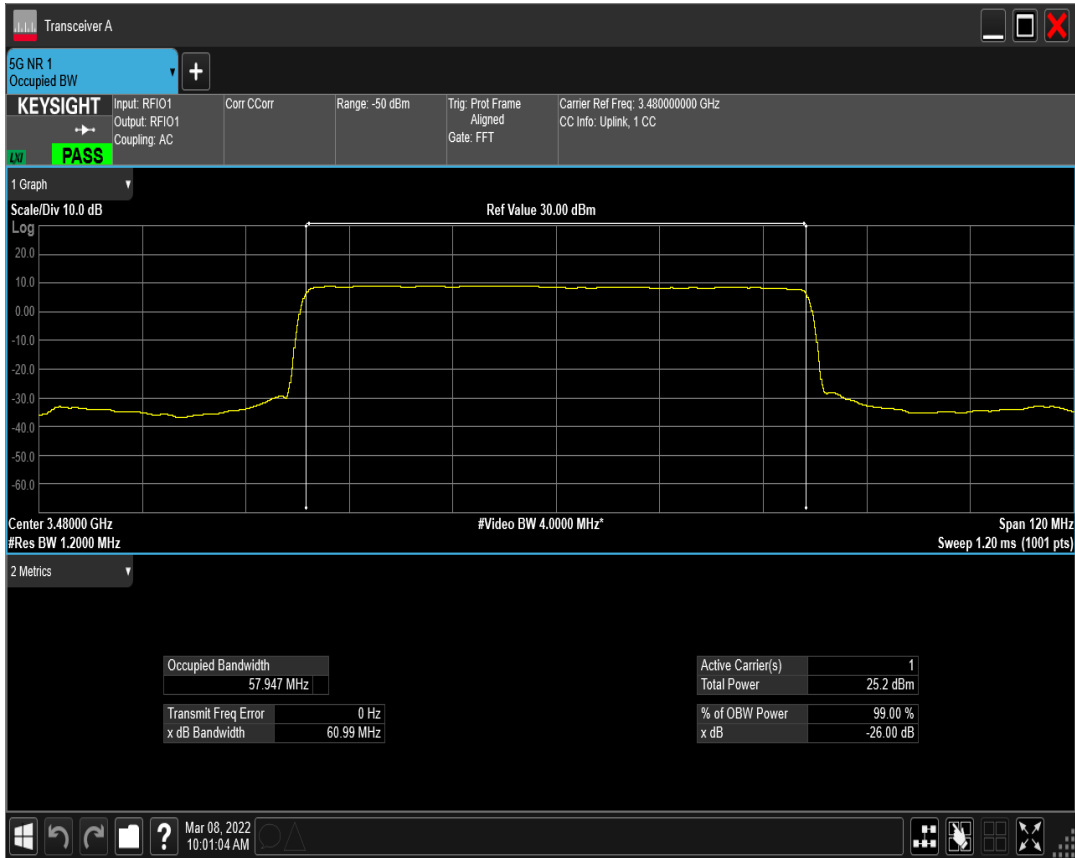 Transceiver A
5G NR 1
Occupied BW
+
KEYSIGHT
LXI
PASS
Input: RFIO1
Output: RFIO1
Coupling: AC
Corr CCorr
Range: -50 dBm
Trig: Prot Frame
Aligned
Gate: FFT
Carrier Ref Freq: 3.480000000 GHz
CC Info: Uplink, 1 CC
1 Graph
Scale/Div 10.0 dB
Ref Value 30.00 dBm
Log
20.0
10.0
0.00
-10.0
-20.0
-30.0
-40.0
-50.0
-60.0
Center 3.48000 GHz
#Video BW 4.0000 MHz*
Span 120 MHz
#Res BW 1.2000 MHz
Sweep 1.20 ms (1001 pts)
2 Metrics
Occupied Bandwidth
57.947 MHz
Transmit Freq Error 0 Hz
x dB Bandwidth 60.99 MHz
Active Carrier(s) 1
Total Power 25.2 dBm
% of OBW Power 99.00 %
x dB -26.00 dB
?
Mar 08, 2022
10:01:04 AM